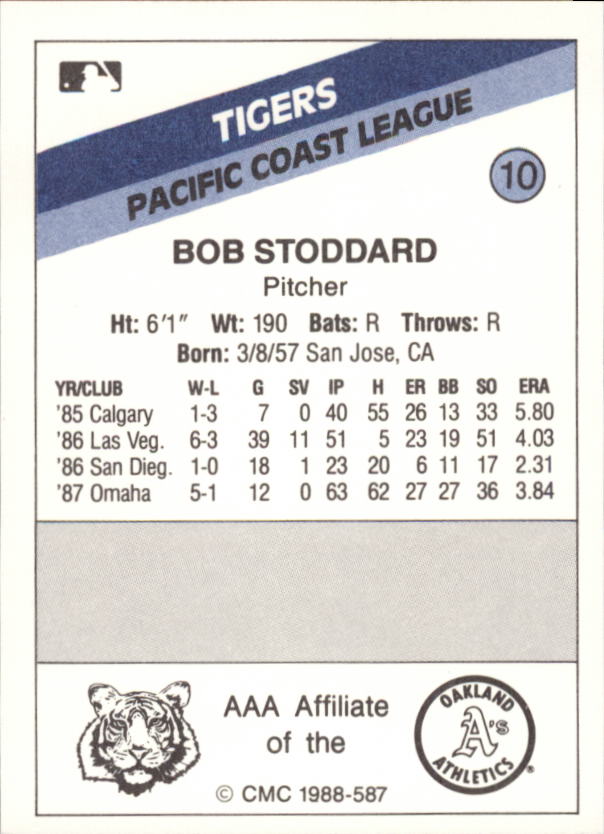 TIGERS
PACIFIC COAST LEAGUE
10
BOB STODDARD
Pitcher
Ht: 6'1" Wt: 190 Bats: R Throws: R
Born: 3/8/57 San Jose, CA
YR/CLUB W-L G SV IP H ER BB SO ERA
'85 Calgary 1-3 7 0 40 55 26 13 33 5.80
'86 Las Veg. 6-3 39 11 51 5 23 19 51 4.03
'86 San Dieg. 1-0 18 1 23 20 6 11 17 2.31
'87 Omaha 5-1 12 0 63 62 27 27 36 3.84
AAA Affiliate
of the
© CMC 1988-587
OAKLAND
A's
ATHLETICS®